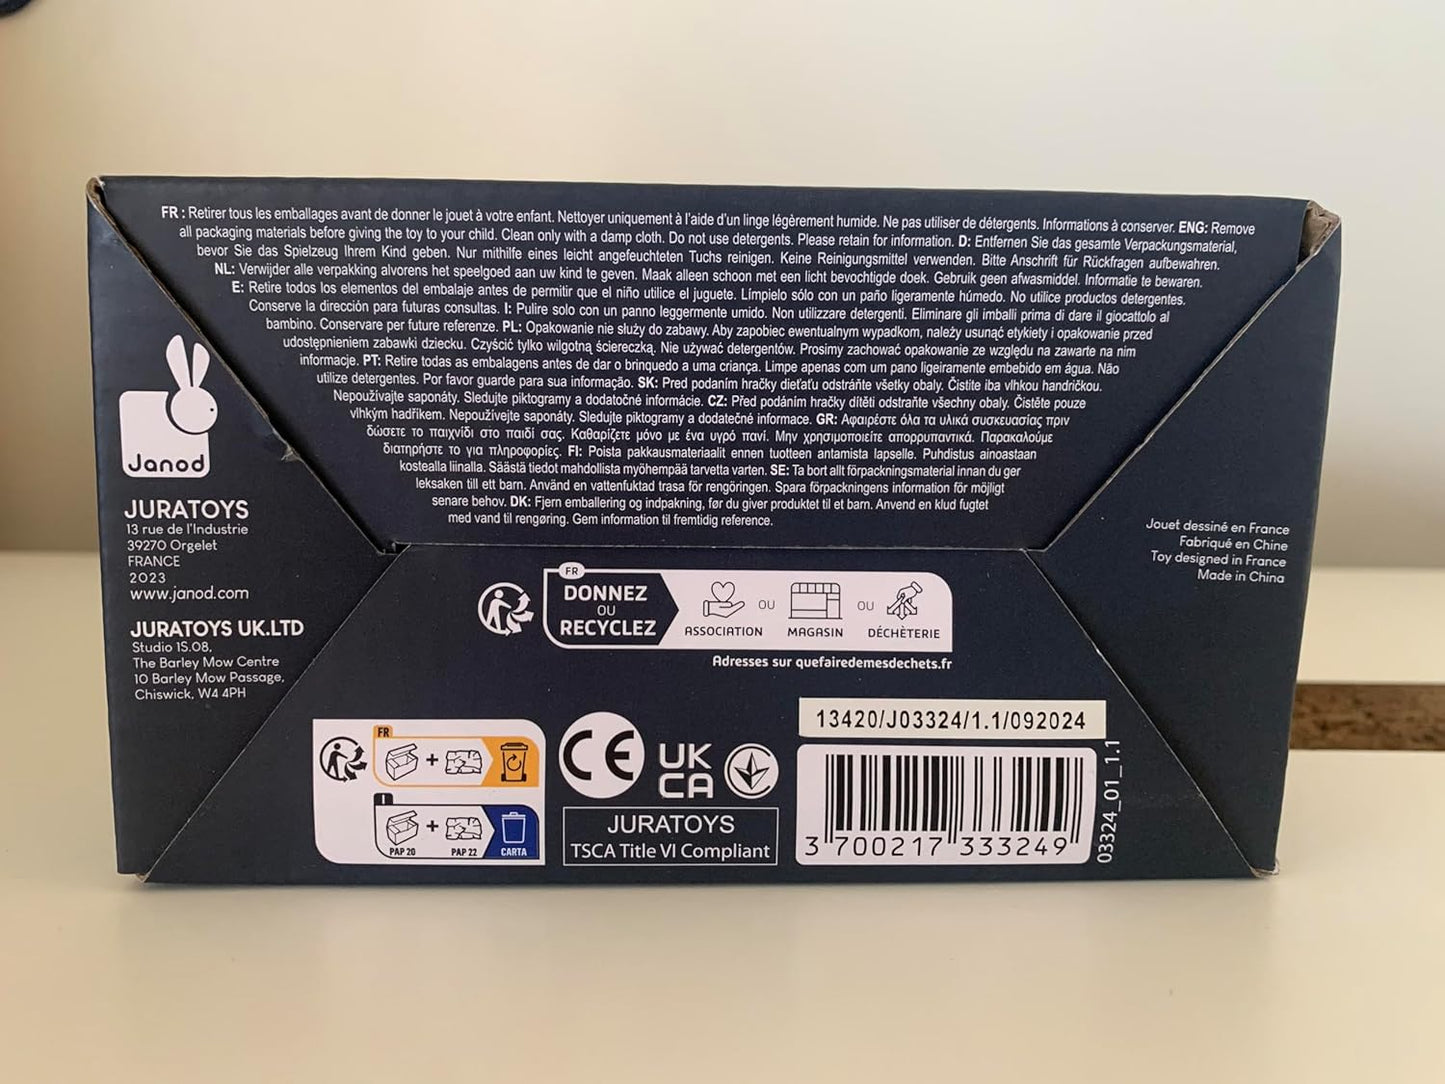 FR : Retirer tous les emballages avant de donner le jouet à votre enfant. Nettoyer uniquement à l'aide d'un linge légèrement humide. Ne pas utiliser de détergents. Informations à conserver. ENG: Remove
all packaging materials before giving the toy to your child. Clean only with a damp cloth. Do not use detergents. Please retain for information. D: Entfernen Sie das gesamte Verpackungsmaterial,
bevor Sie das Spielzeug Ihrem Kind geben. Nur mithilfe eines leicht angefeuchteten Tuchs reinigen. Keine Reinigungsmittel verwenden. Bitte Anschrift für Rückfragen aufbewahren.
NL: Verwijder alle verpakking alvorens het speelgoed aan uw kind te geven. Maak alleen schoon met een licht bevochtigde doek. Gebruik geen afwasmiddel. Informatie te bewaren.
E: Retire todos los elementos del embalaje antes de permitir que el niño utilice el juguete. Límpielo sólo con un paño ligeramente húmedo. No utilice productos detergentes.
Conserve la dirección para futuras consultas. I: Pulire solo con un panno leggermente umido. Non utilizzare detergenti. Eliminare gli imballi prima di dare il giocattolo al
bambino. Conservare per future referenze. PL: Opakowanie nie służy do zabawy. Aby zapobiec ewentualnym wypadkom, należy usunąć etykiety i opakowanie przed
udostępnieniem zabawki dziecku. Czyścić tylko wilgotną ściereczką. Nie używać detergentów. Prosimy zachować opakowanie ze względu na zawarte na nim
informacje. PT: Retire todas as embalagens antes de dar o brinquedo a uma criança. Limpe apenas com um pano ligeiramente embebido em água. Não
utilize detergentes. Por favor guarde para sua informação. SK: Pred podaním hračky dieťaťu odstráňte všetky obaly. Čistite iba vlhkou handričkou.
Nepoužívajte saponáty. Sledujte piktogramy a dodatočné informácie. CZ: Před podáním hračky dítěti odstraňte všechny obaly. Čistěte pouze
vlhkým hadříkem. Nepoužívejte saponáty. Sledujte piktogramy a dodatečné informace. GR: Αφαιρέστε όλα τα υλικά συσκευασίας πριν
δώσετε το παιχνίδι στο παιδί σας. Καθαρίζετε μόνο με ένα υγρό πανί. Μην χρησιμοποιείτε απορρυπαντικά. Παρακαλούμε
διατηρήστε το για πληροφορίες. FI: Poista pakkausmateriaalit ennen tuotteen antamista lapselle. Puhdistus ainoastaan
kostealla liinalla. Säästä tiedot mahdollista myöhempää tarvetta varten. SE: Ta bort allt förpackningsmaterial innan du ger
leksaken till ett barn. Använd en vattenfuktad trasa för rengöringen. Spara förpackningens information för möjligt
senare behov. DK: Fjern emballering og indpakning, før du giver produktet til et barn. Anvend en klud fugtet
med vand til rengøring. Gem information til fremtidig reference.
Janod
JURATOYS
13 rue de l'Industrie
39270 Orgelet
FRANCE
2023
www.janod.com
JURATOYS UK.LTD
Studio 1S.08,
The Barley Mow Centre
10 Barley Mow Passage,
Chiswick, W4 4PH
Jouet dessiné en France
Fabriqué en Chine
Toy designed in France
Made in China
FR
DONNEZ
OU
RECYCLEZ
ASSOCIATION OU MAGASIN OU DÉCHÈTERIE
Adresses sur quefairedemesdechets.fr
FR
+
I
+
PAP 20 PAP 22 CARTA
CE
UK
CA
JURATOYS
TSCA Title VI Compliant
13420/J03324/1.1/092024
3 700217 333249
03324_01_1.1